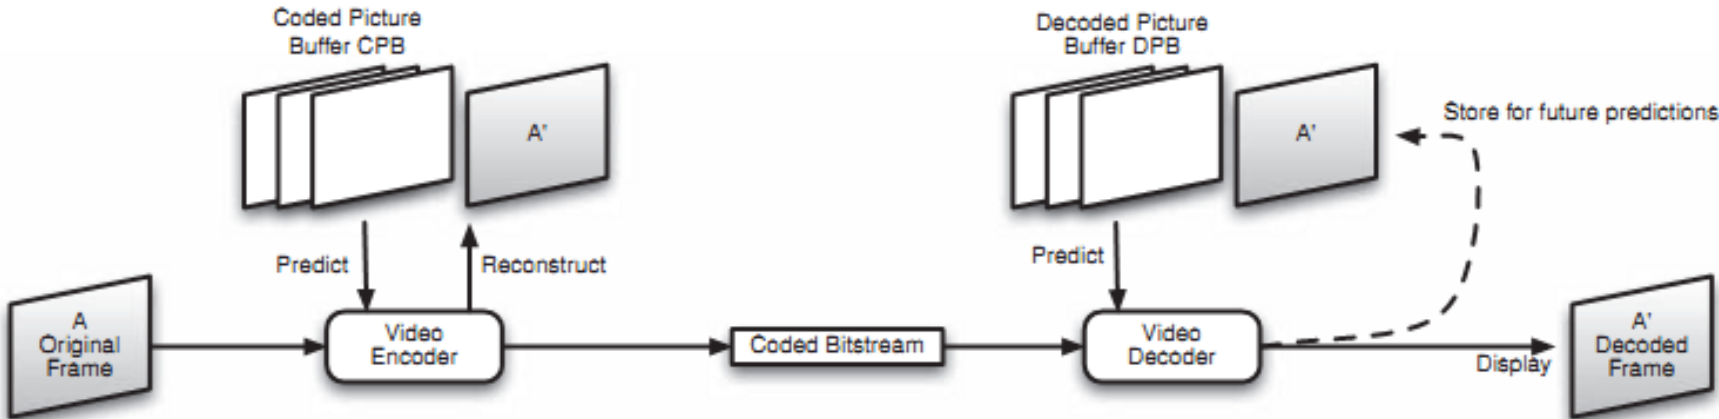 Coded Picture
Buffer CPB
Decoded Picture
Buffer DPB
A'
A'
Store for future predictions
Predict
Reconstruct
Predict
A
Original
Frame
Video
Encoder
Coded Bitstream
Video
Decoder
Display
A'
Decoded
Frame